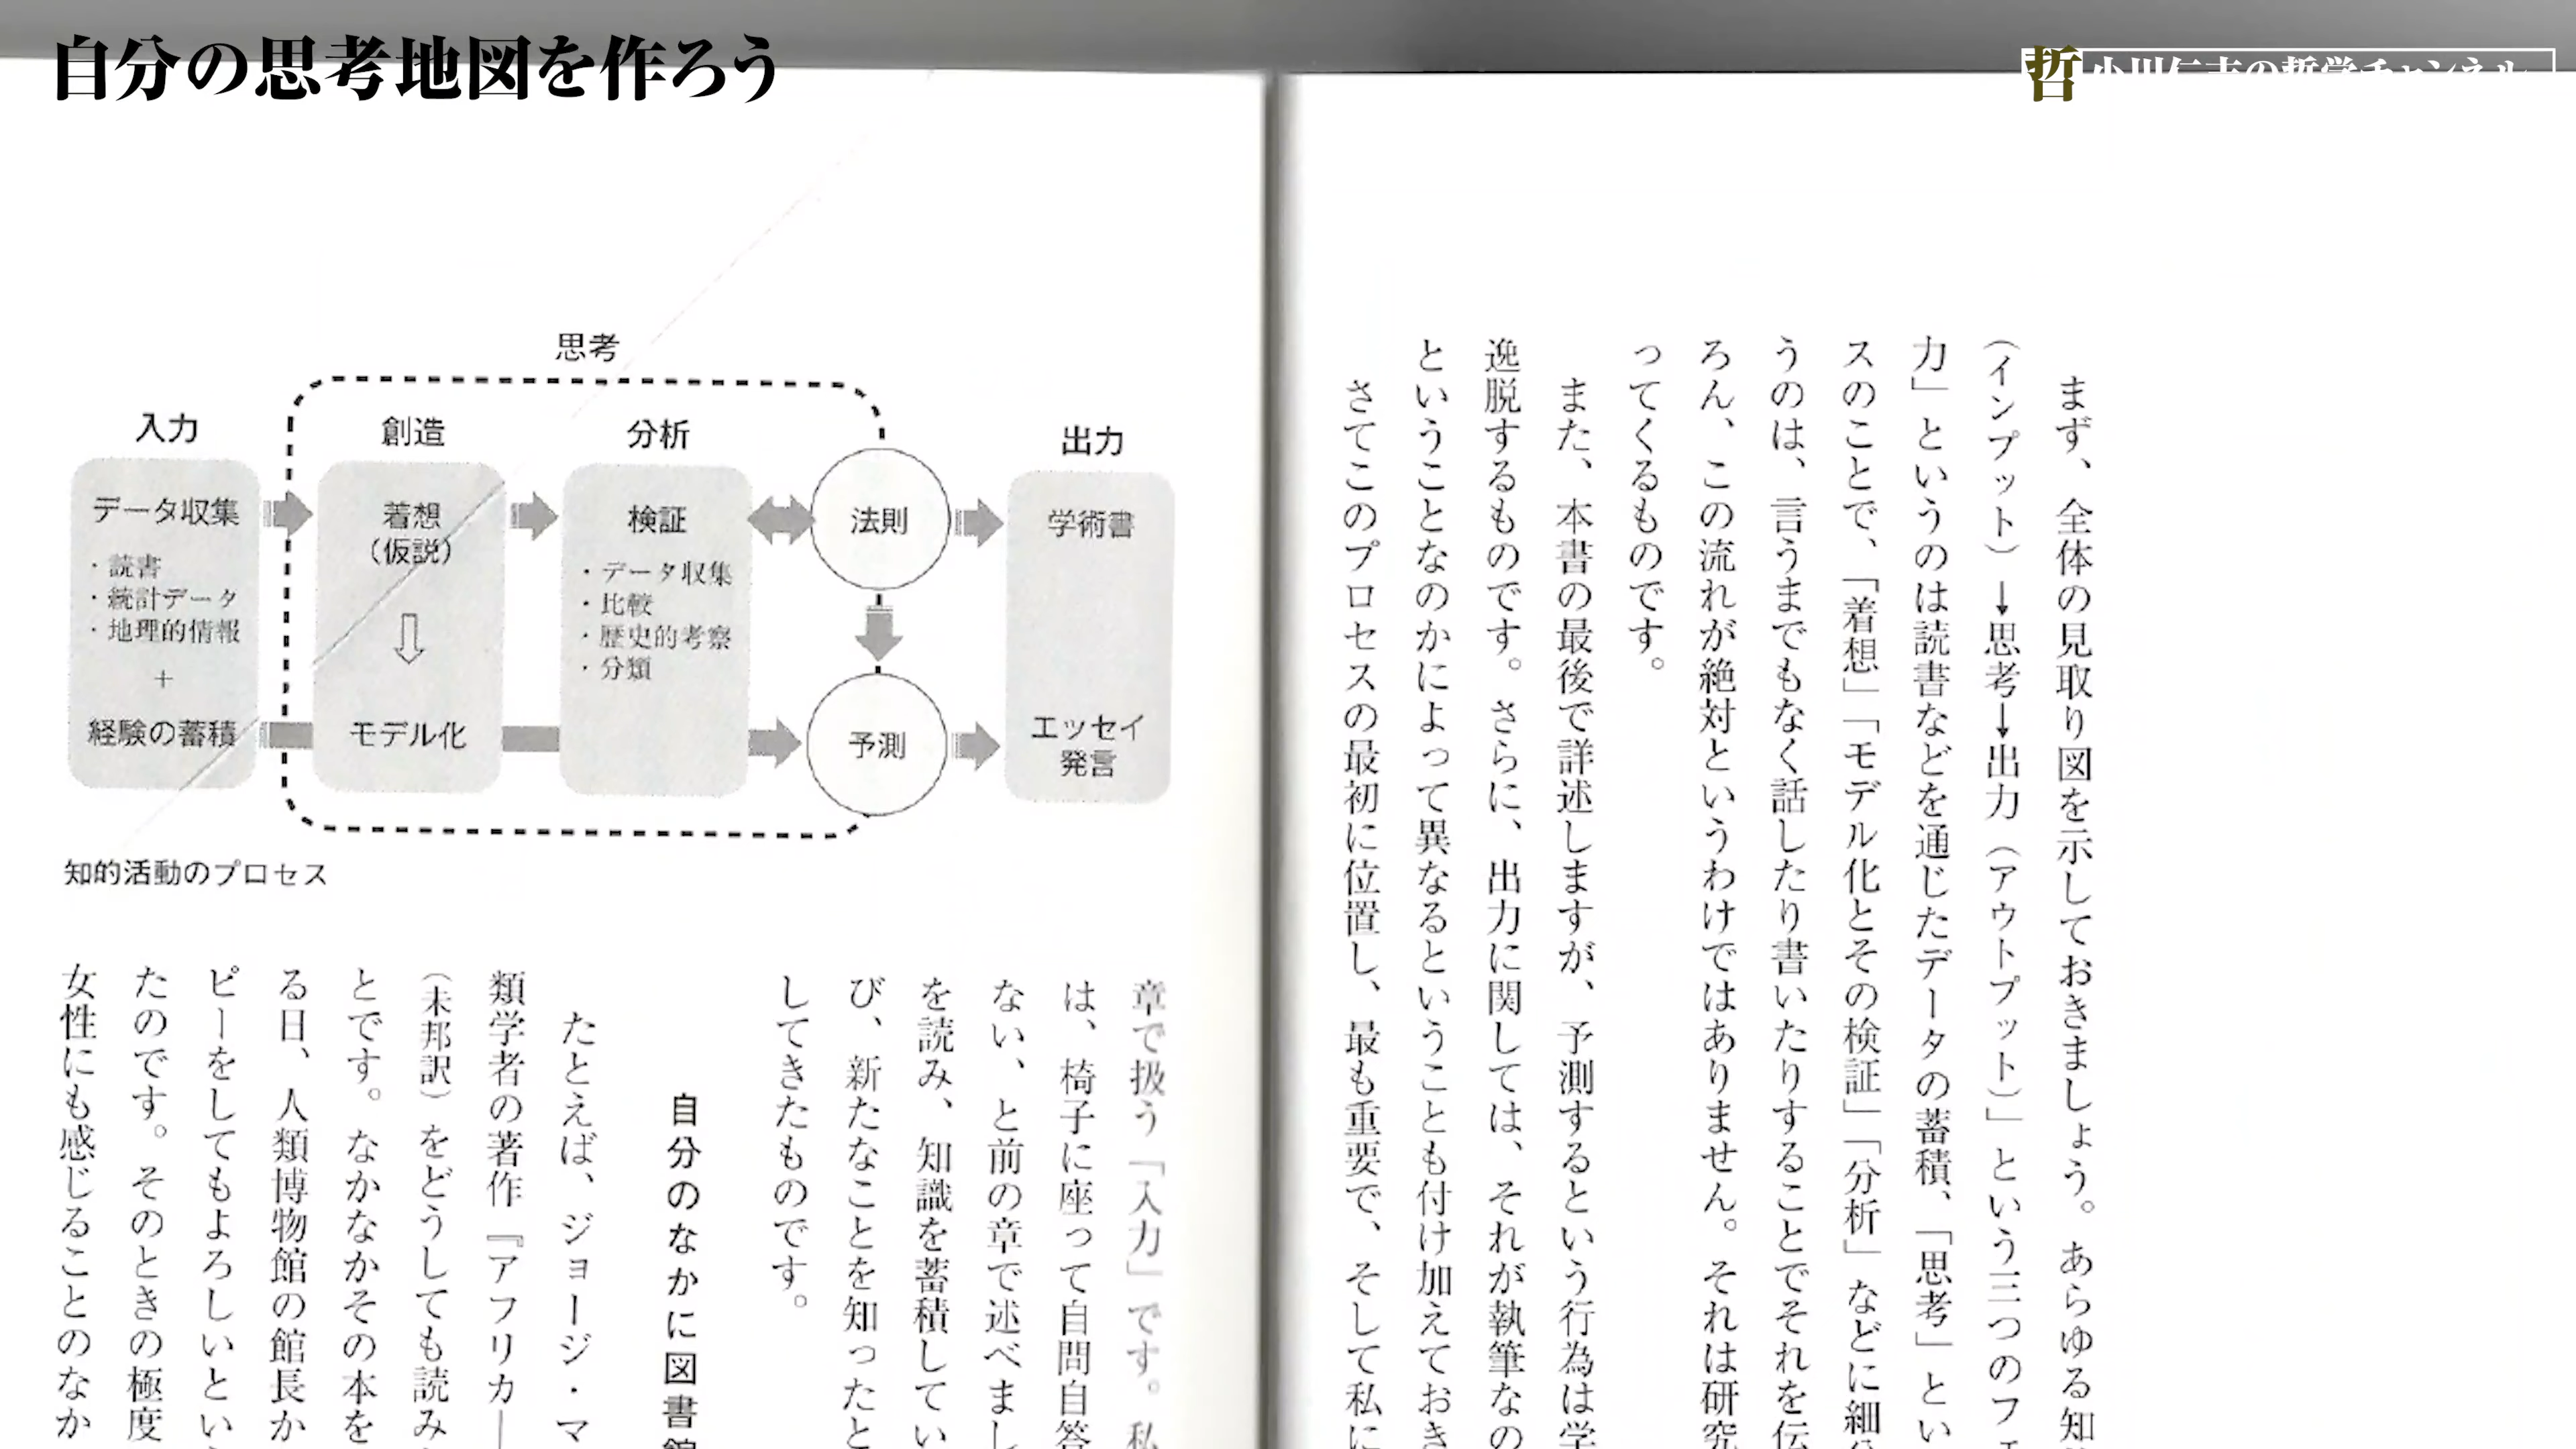 自分の思考地図を作ろう
哲 小川仁志の哲学チャンネル
まず、全体の見取り図を示しておきましょう。あらゆる知
（インプット）→思考→出力（アウトプット）」という三つのフェ
力」というのは読書などを通じたデータの蓄積、「思考」とい
スのことで、「着想」「モデル化とその検証」「分析」などに細分
うのは、言うまでもなく話したり書いたりすることでそれを伝
ろん、この流れが絶対というわけではありません。それは研究
ってくるものです。
また、本書の最後で詳述しますが、予測するという行為は学
逸脱するものです。さらに、出力に関しては、それが執筆なの
ということなのかによって異なるということも付け加えておき
さてこのプロセスの最初に位置し、最も重要で、そして私に
思考
入力
データ収集
・読書
・統計データ
・地理的情報
＋
経験の蓄積
創造
着想
（仮説）
モデル化
分析
検証
・データ収集
・比較
・歴史的考察
・分類
法則
予測
出力
学術書
エッセイ
発言
知的活動のプロセス
章で扱う「入力」です。私
は、椅子に座って自問自答
ない、と前の章で述べまし
を読み、知識を蓄積してい
び、新たなことを知ったと
してきたものです。
自分のなかに図書館
たとえば、ジョージ・マ
類学者の著作『アフリカ―
（未邦訳）をどうしても読み
とです。なかなかその本を
る日、人類博物館の館長か
ピーをしてもよろしいとい
たのです。そのときの極度
女性にも感じることのなか